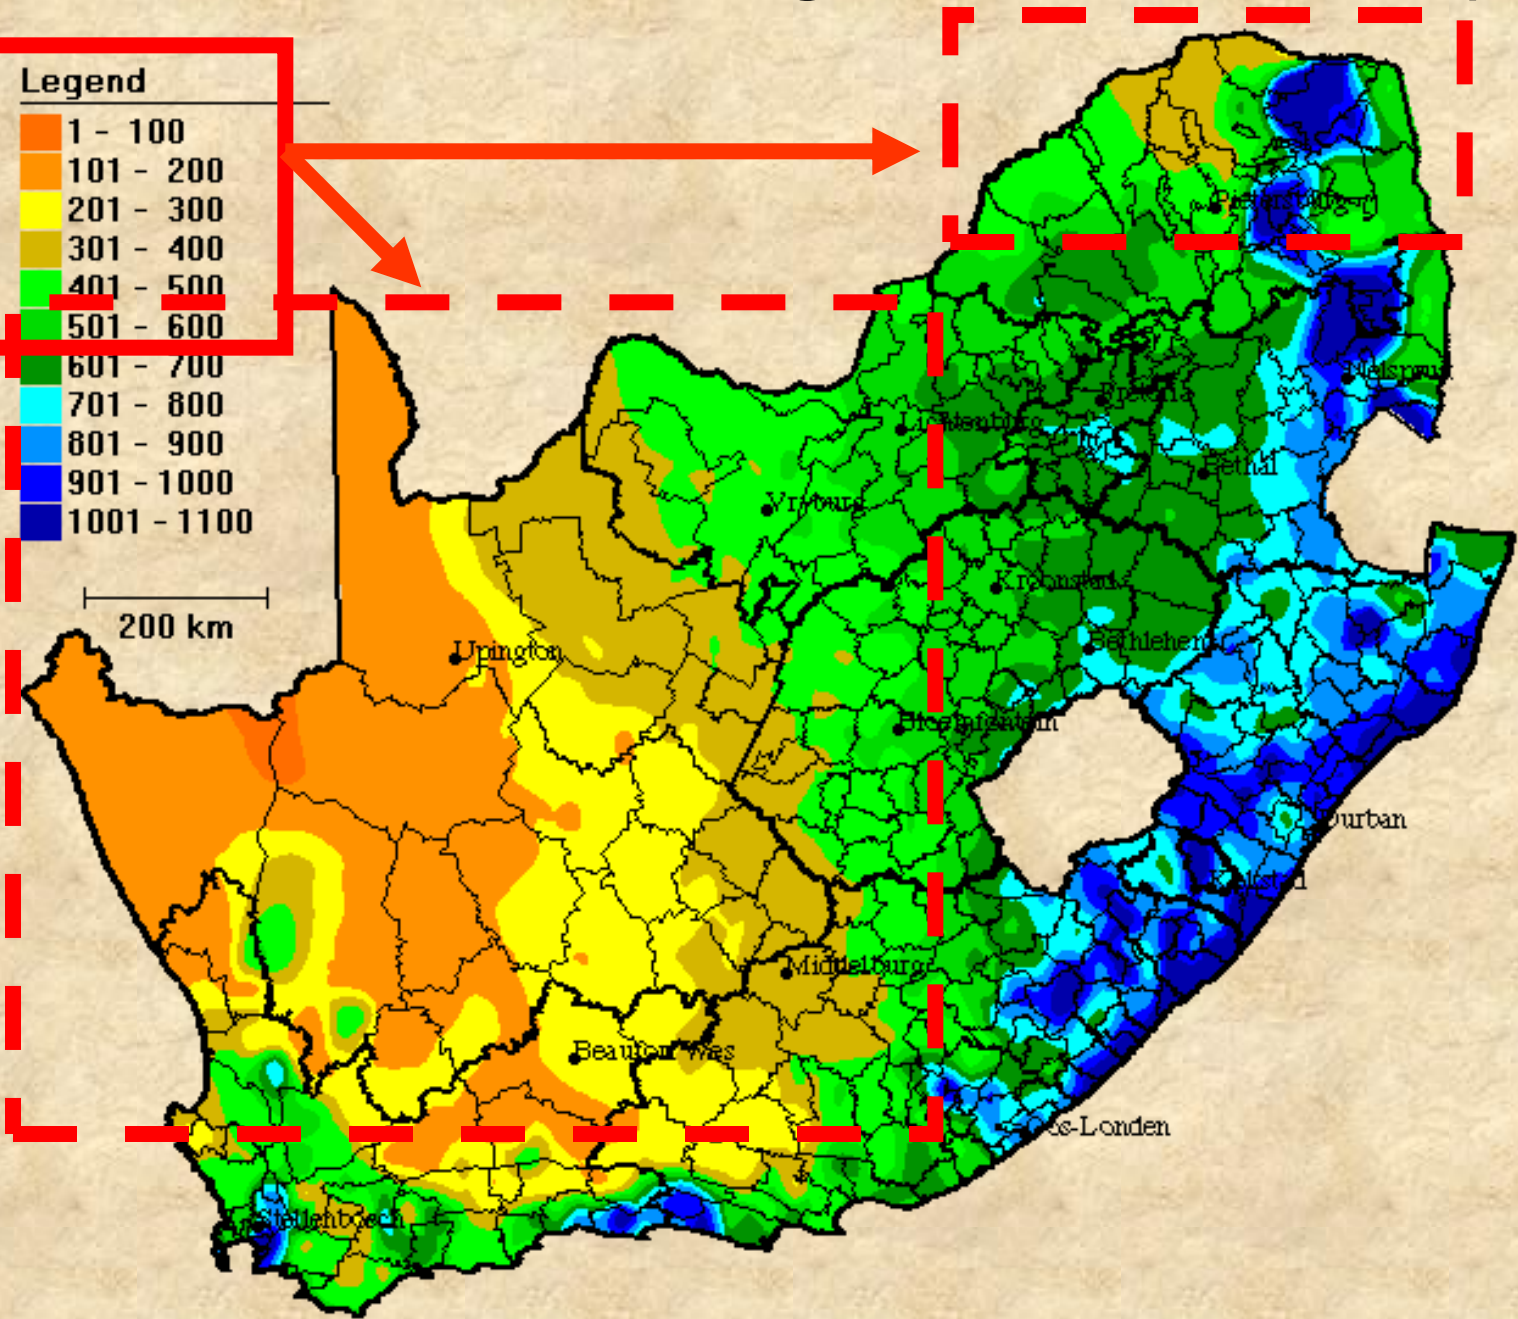 Legend
1 - 100
101 - 200
201 - 300
301 - 400
401 - 500
501 - 600
601 - 700
701 - 800
801 - 900
901 - 1000
1001 - 1100
200 km
Pietersburg
Nelspruit
Pretoria
Lichtenburg
Bethal
Vryburg
Kroonstad
Bethlehem
Upington
Bloemfontein
Durban
Kokstad
Middelburg
Beaufort Wes
Oos-Londen
Stellenbosch